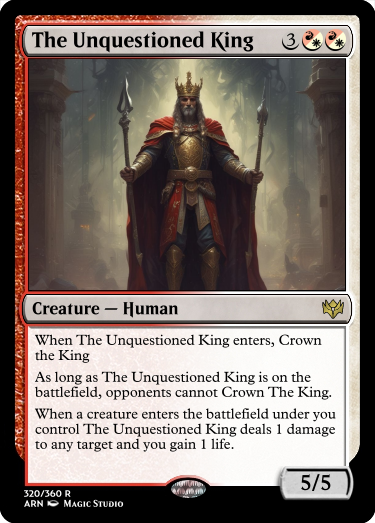 The Unquestioned King 3
Creature — Human
When The Unquestioned King enters, Crown
the King
As long as The Unquestioned King is on the
battlefield, opponents cannot Crown The King.
When a creature enters the battlefield under you
control The Unquestioned King deals 1 damage
to any target and you gain 1 life.
5/5
320/360 R
ARN Magic Studio